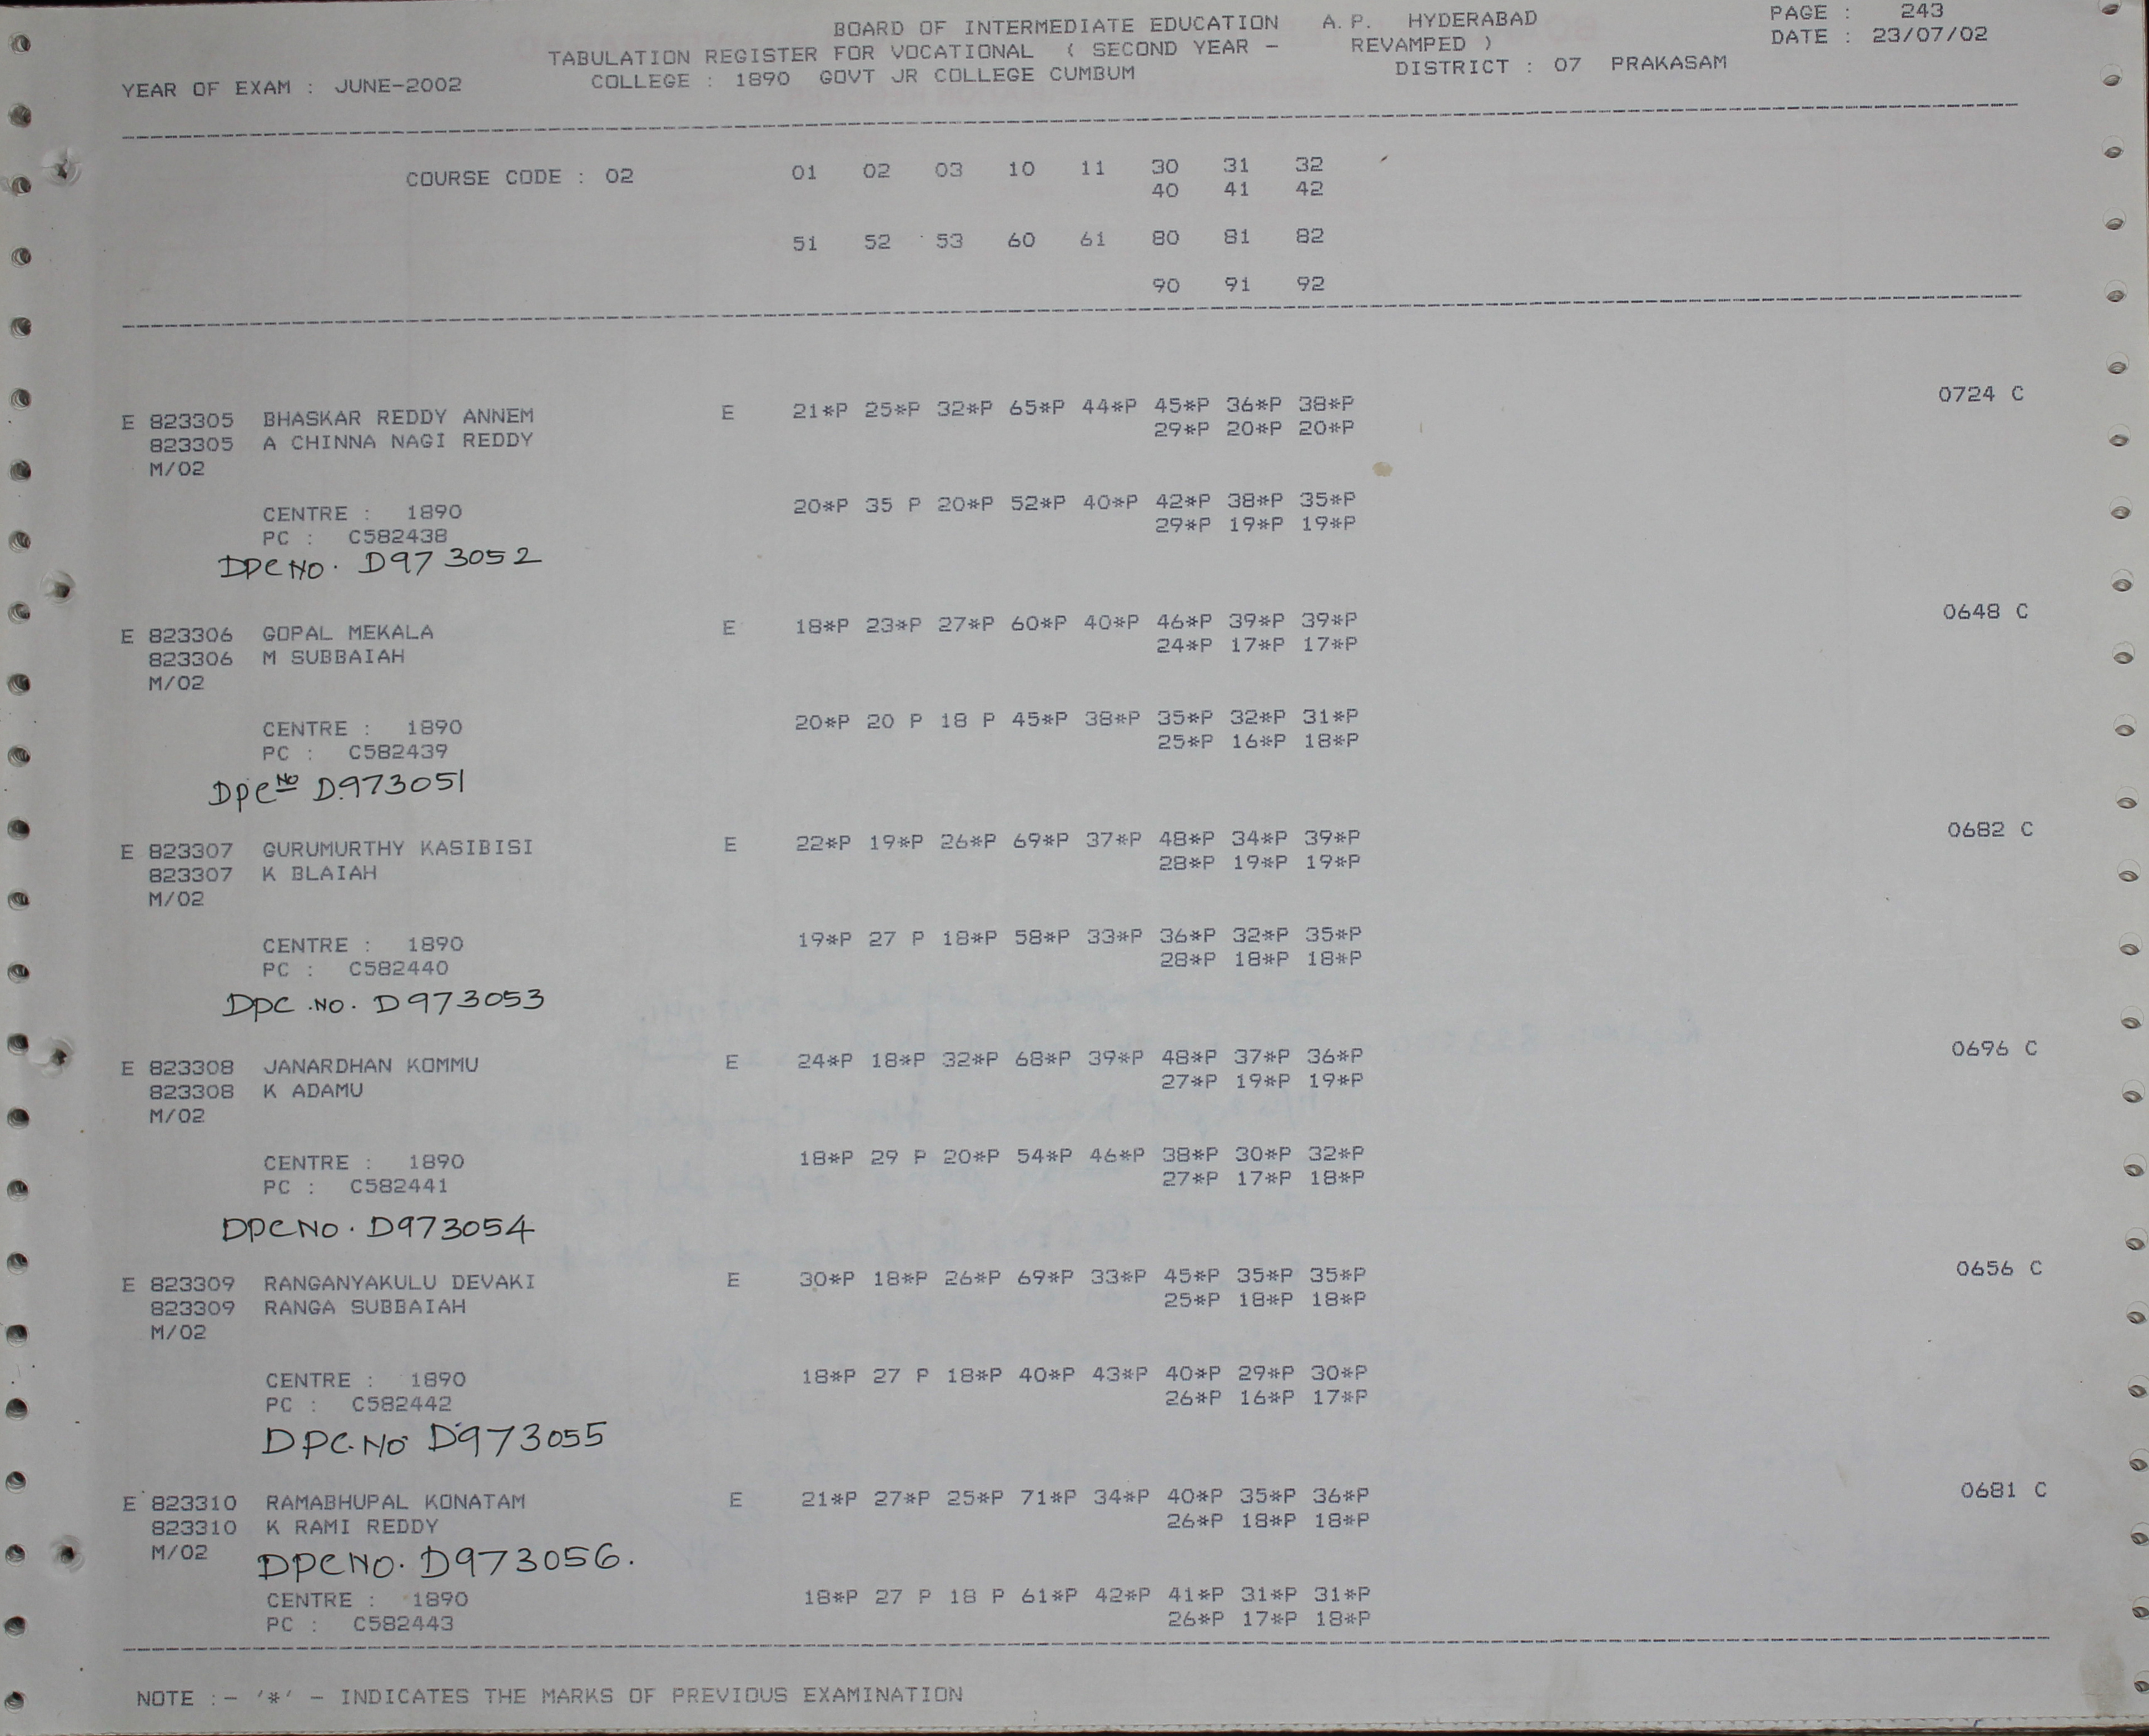 BOARD OF INTERMEDIATE EDUCATION A.P. HYDERABAD PAGE : 243
TABULATION REGISTER FOR VOCATIONAL ( SECOND YEAR - REVAMPED ) DATE : 23/07/02
YEAR OF EXAM : JUNE-2002 COLLEGE : 1890 GOVT JR COLLEGE CUMBUM DISTRICT : 07 PRAKASAM
COURSE CODE : 02 01 02 03 10 11 30 31 32
40 41 42
51 52 53 60 61 80 81 82
90 91 92
E 823305 BHASKAR REDDY ANNEM E 21*P 25*P 32*P 65*P 44*P 45*P 36*P 38*P 0724 C
823305 A CHINNA NAGI REDDY 29*P 20*P 20*P
M/02
CENTRE : 1890 20*P 35 P 20*P 52*P 40*P 42*P 38*P 35*P
PC : C582438 29*P 19*P 19*P
DPC NO. D973052
E 823306 GOPAL MEKALA E 18*P 23*P 27*P 60*P 40*P 46*P 39*P 39*P 0648 C
823306 M SUBBAIAH 24*P 17*P 17*P
M/02
CENTRE : 1890 20*P 20 P 18 P 45*P 38*P 35*P 32*P 31*P
PC : C582439 25*P 16*P 18*P
DPC No D.973051
E 823307 GURUMURTHY KASIBISI E 22*P 19*P 26*P 69*P 37*P 48*P 34*P 39*P 0682 C
823307 K BLAIAH 28*P 19*P 19*P
M/02
CENTRE : 1890 19*P 27 P 18*P 58*P 33*P 36*P 32*P 35*P
PC : C582440 28*P 18*P 18*P
DPC .NO. D973053
E 823308 JANARDHAN KOMMU E 24*P 18*P 32*P 68*P 39*P 48*P 37*P 36*P 0696 C
823308 K ADAMU 27*P 19*P 19*P
M/02
CENTRE : 1890 18*P 29 P 20*P 54*P 46*P 38*P 30*P 32*P
PC : C582441 27*P 17*P 18*P
DPC NO. D973054
E 823309 RANGANYAKULU DEVAKI E 30*P 18*P 26*P 69*P 33*P 45*P 35*P 35*P 0656 C
823309 RANGA SUBBAIAH 25*P 18*P 18*P
M/02
CENTRE : 1890 18*P 27 P 18*P 40*P 43*P 40*P 29*P 30*P
PC : C582442 26*P 16*P 17*P
DPC. No D973055
E 823310 RAMABHUPAL KONATAM E 21*P 27*P 25*P 71*P 34*P 40*P 35*P 36*P 0681 C
823310 K RAMI REDDY 26*P 18*P 18*P
M/02 DPC NO. D973056.
CENTRE : 1890 18*P 27 P 18 P 61*P 42*P 41*P 31*P 31*P
PC : C582443 26*P 17*P 18*P
NOTE :- '*' - INDICATES THE MARKS OF PREVIOUS EXAMINATION